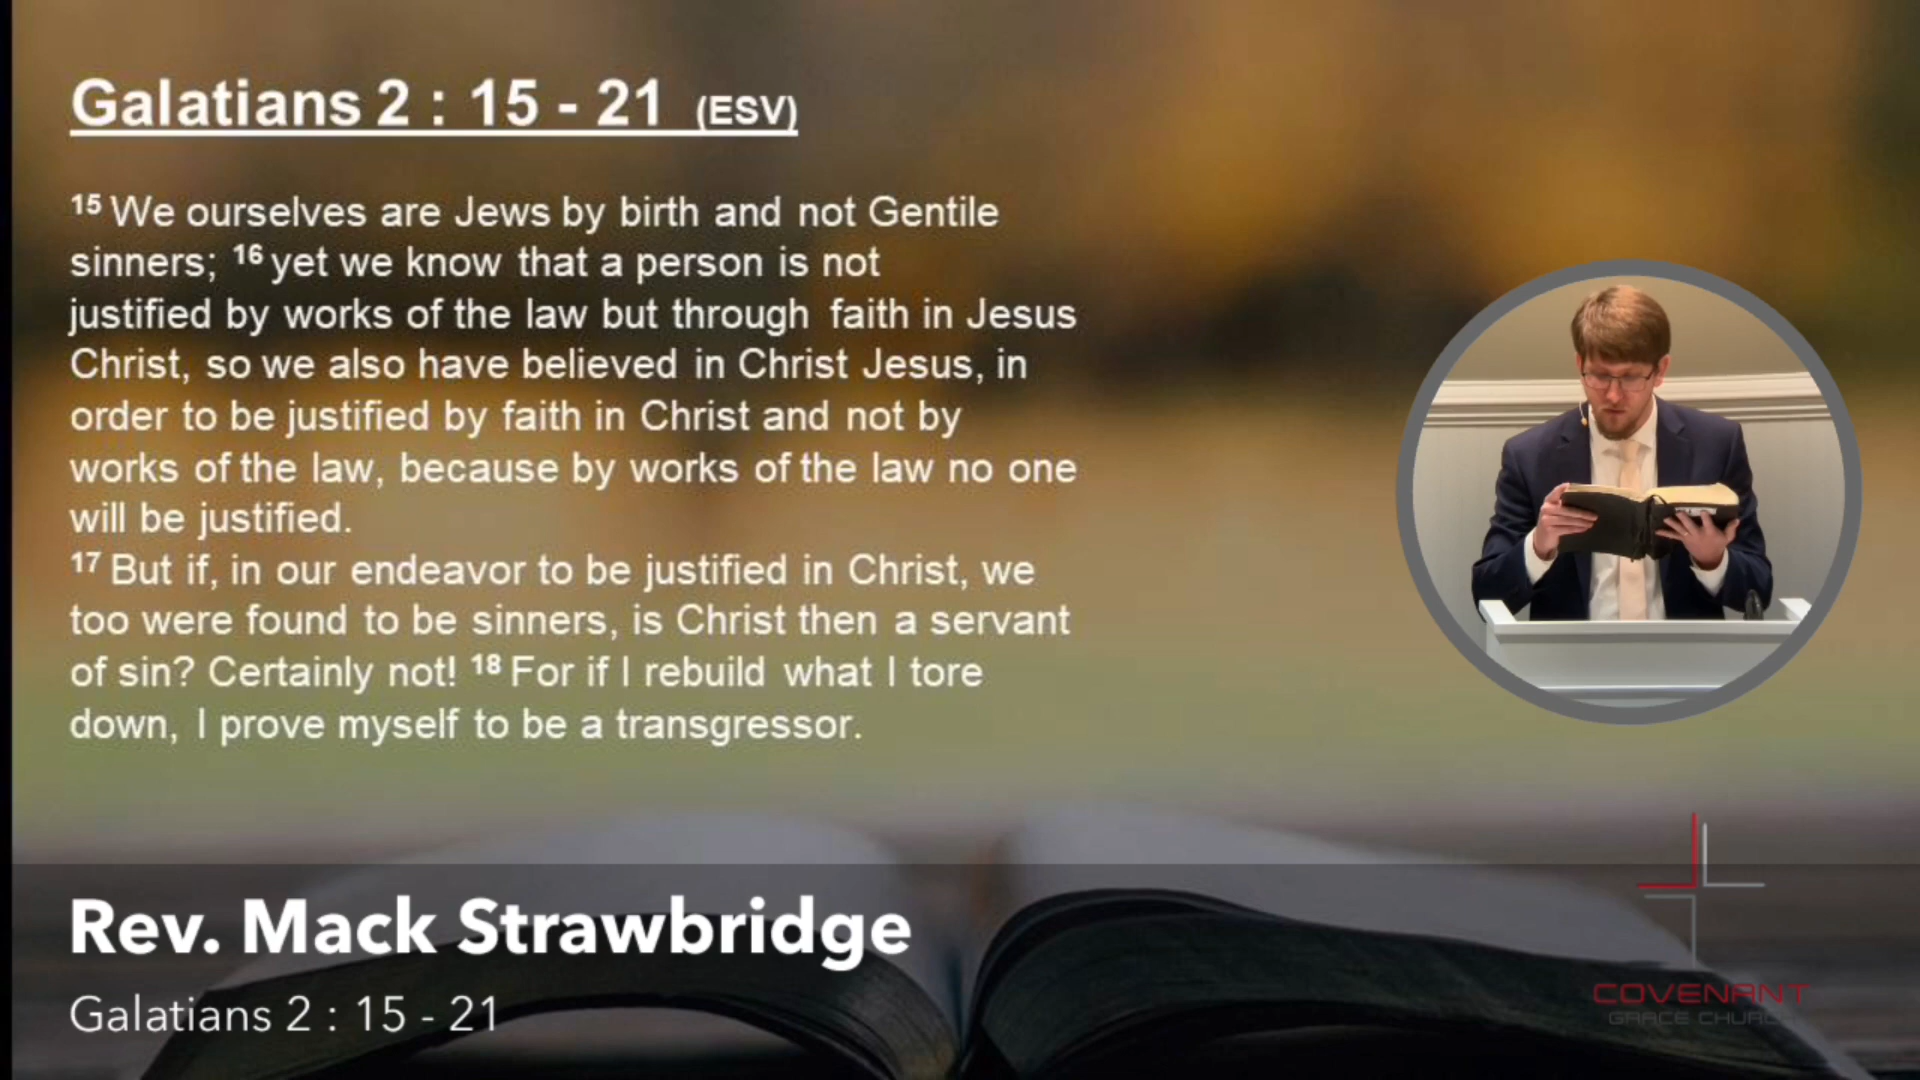 Galatians 2 : 15 - 21 (ESV)
15 We ourselves are Jews by birth and not Gentile
sinners; 16 yet we know that a person is not
justified by works of the law but through faith in Jesus
Christ, so we also have believed in Christ Jesus, in
order to be justified by faith in Christ and not by
works of the law, because by works of the law no one
will be justified.
17 But if, in our endeavor to be justified in Christ, we
too were found to be sinners, is Christ then a servant
of sin? Certainly not! 18 For if I rebuild what I tore
down, I prove myself to be a transgressor.
Rev. Mack Strawbridge
Galatians 2 : 15 - 21
COVENANT
GRACE CHURCH